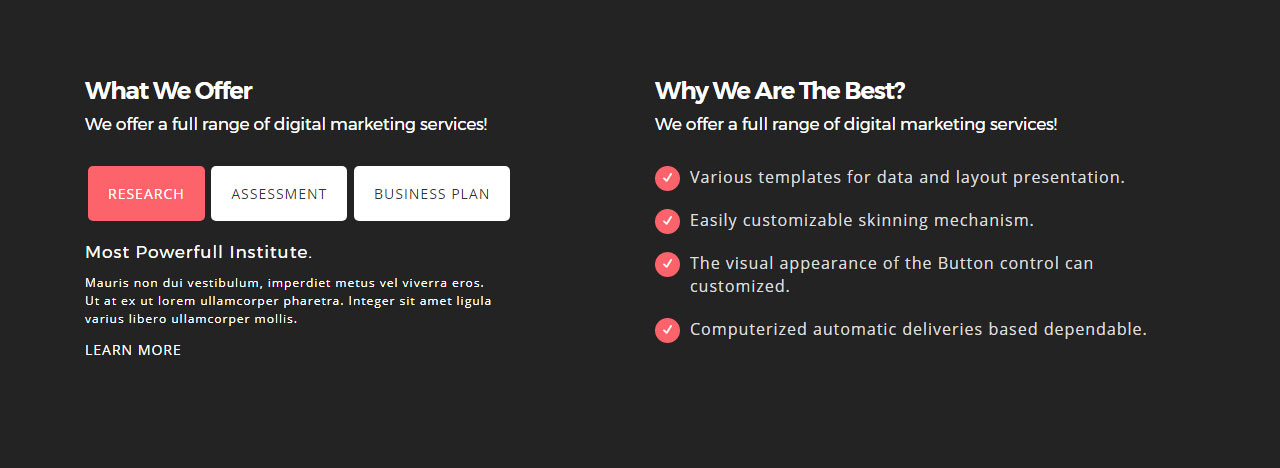 What We Offer
We offer a full range of digital marketing services!
RESEARCH
ASSESSMENT
BUSINESS PLAN
Most Powerfull Institute.
Mauris non dui vestibulum, imperdiet metus vel viverra eros.
Ut at ex ut lorem ullamcorper pharetra. Integer sit amet ligula
varius libero ullamcorper mollis.
LEARN MORE
Why We Are The Best?
We offer a full range of digital marketing services!
Various templates for data and layout presentation.
Easily customizable skinning mechanism.
The visual appearance of the Button control can
customized.
Computerized automatic deliveries based dependable.